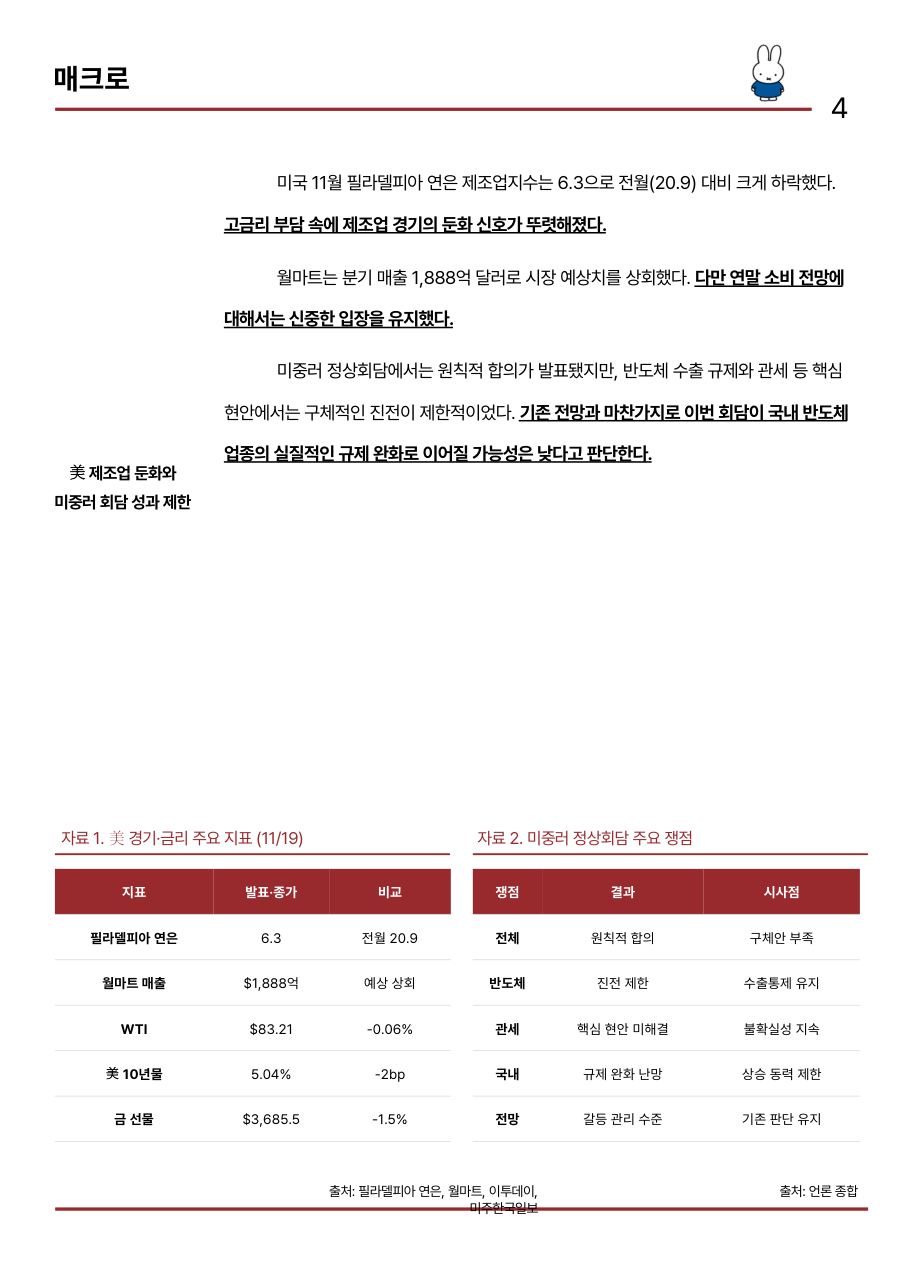 매크로
4
미국 11월 필라델피아 연은 제조업지수는 6.3으로 전월(20.9) 대비 크게 하락했다.
고금리 부담 속에 제조업 경기의 둔화 신호가 뚜렷해졌다.
월마트는 분기 매출 1,888억 달러로 시장 예상치를 상회했다. 다만 연말 소비 전망에
대해서는 신중한 입장을 유지했다.
미중러 정상회담에서는 원칙적 합의가 발표됐지만, 반도체 수출 규제와 관세 등 핵심
현안에서는 구체적인 진전이 제한적이었다. 기존 전망과 마찬가지로 이번 회담이 국내 반도체
업종의 실질적인 규제 완화로 이어질 가능성은 낮다고 판단한다.
美 제조업 둔화와
미중러 회담 성과 제한
자료 1. 美 경기·금리 주요 지표 (11/19)
지표 발표·종가 비교
필라델피아 연은 6.3 전월 20.9
월마트 매출 $1,888억 예상 상회
WTI $83.21 -0.06%
美 10년물 5.04% -2bp
금 선물 $3,685.5 -1.5%
출처: 필라델피아 연은, 월마트, 이투데이,
미주한국일보
자료 2. 미중러 정상회담 주요 쟁점
쟁점 결과 시사점
전체 원칙적 합의 구체안 부족
반도체 진전 제한 수출통제 유지
관세 핵심 현안 미해결 불확실성 지속
국내 규제 완화 난망 상승 동력 제한
전망 갈등 관리 수준 기존 판단 유지
출처: 언론 종합